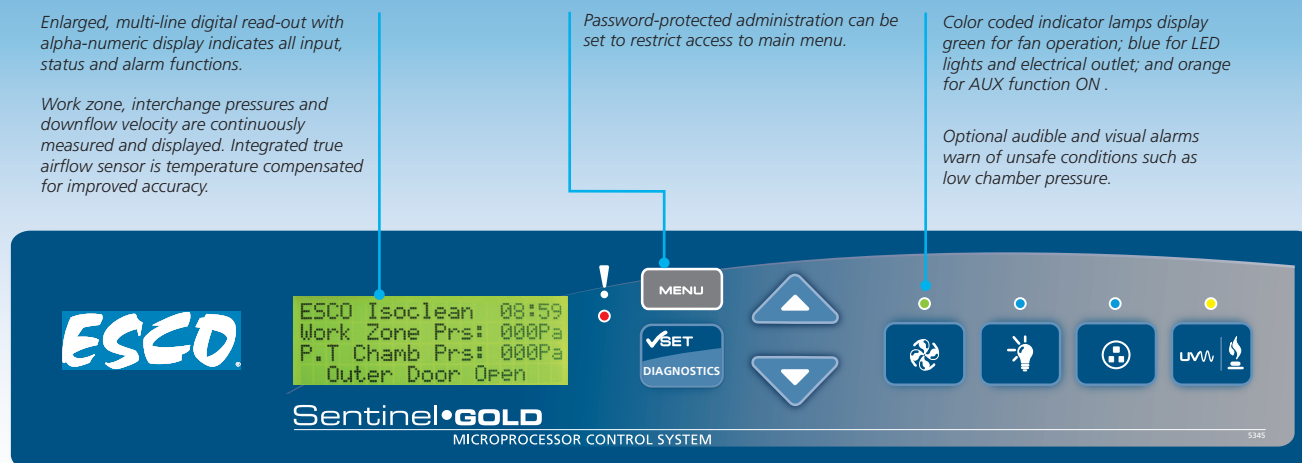 Enlarged, multi-line digital read-out with
alpha-numeric display indicates all input,
status and alarm functions.
Work zone, interchange pressures and
downflow velocity are continuously
measured and displayed. Integrated true
airflow sensor is temperature compensated
for improved accuracy.
Password-protected administration can be
set to restrict access to main menu.
Color coded indicator lamps display
green for fan operation; blue for LED
lights and electrical outlet; and orange
for AUX function ON .
Optional audible and visual alarms
warn of unsafe conditions such as
low chamber pressure.
ESCO
ESCO Isoclean 08:59
Work Zone Prs: 000Pa
P.T Chamb Prs: 000Pa
Outer Door Open
!
MENU
✓SET
DIAGNOSTICS
UV
Sentinel•GOLD
MICROPROCESSOR CONTROL SYSTEM
5345